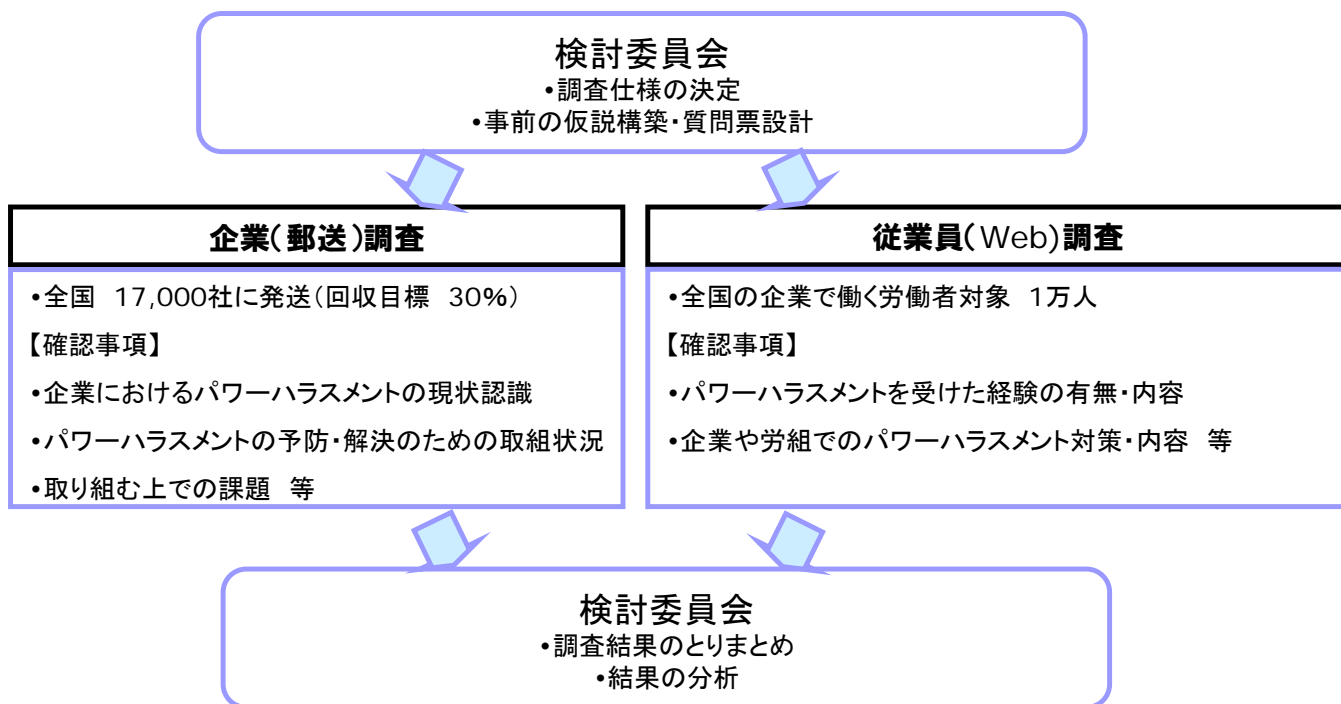 検討委員会
•調査仕様の決定
•事前の仮説構築・質問票設計
企業(郵送)調査
•全国　17,000社に発送(回収目標　30%)
【確認事項】
•企業におけるパワーハラスメントの現状認識
•パワーハラスメントの予防・解決のための取組状況
•取り組む上での課題　等
従業員(Web)調査
•全国の企業で働く労働者対象　1万人
【確認事項】
•パワーハラスメントを受けた経験の有無・内容
•企業や労組でのパワーハラスメント対策・内容　等
検討委員会
•調査結果のとりまとめ
•結果の分析